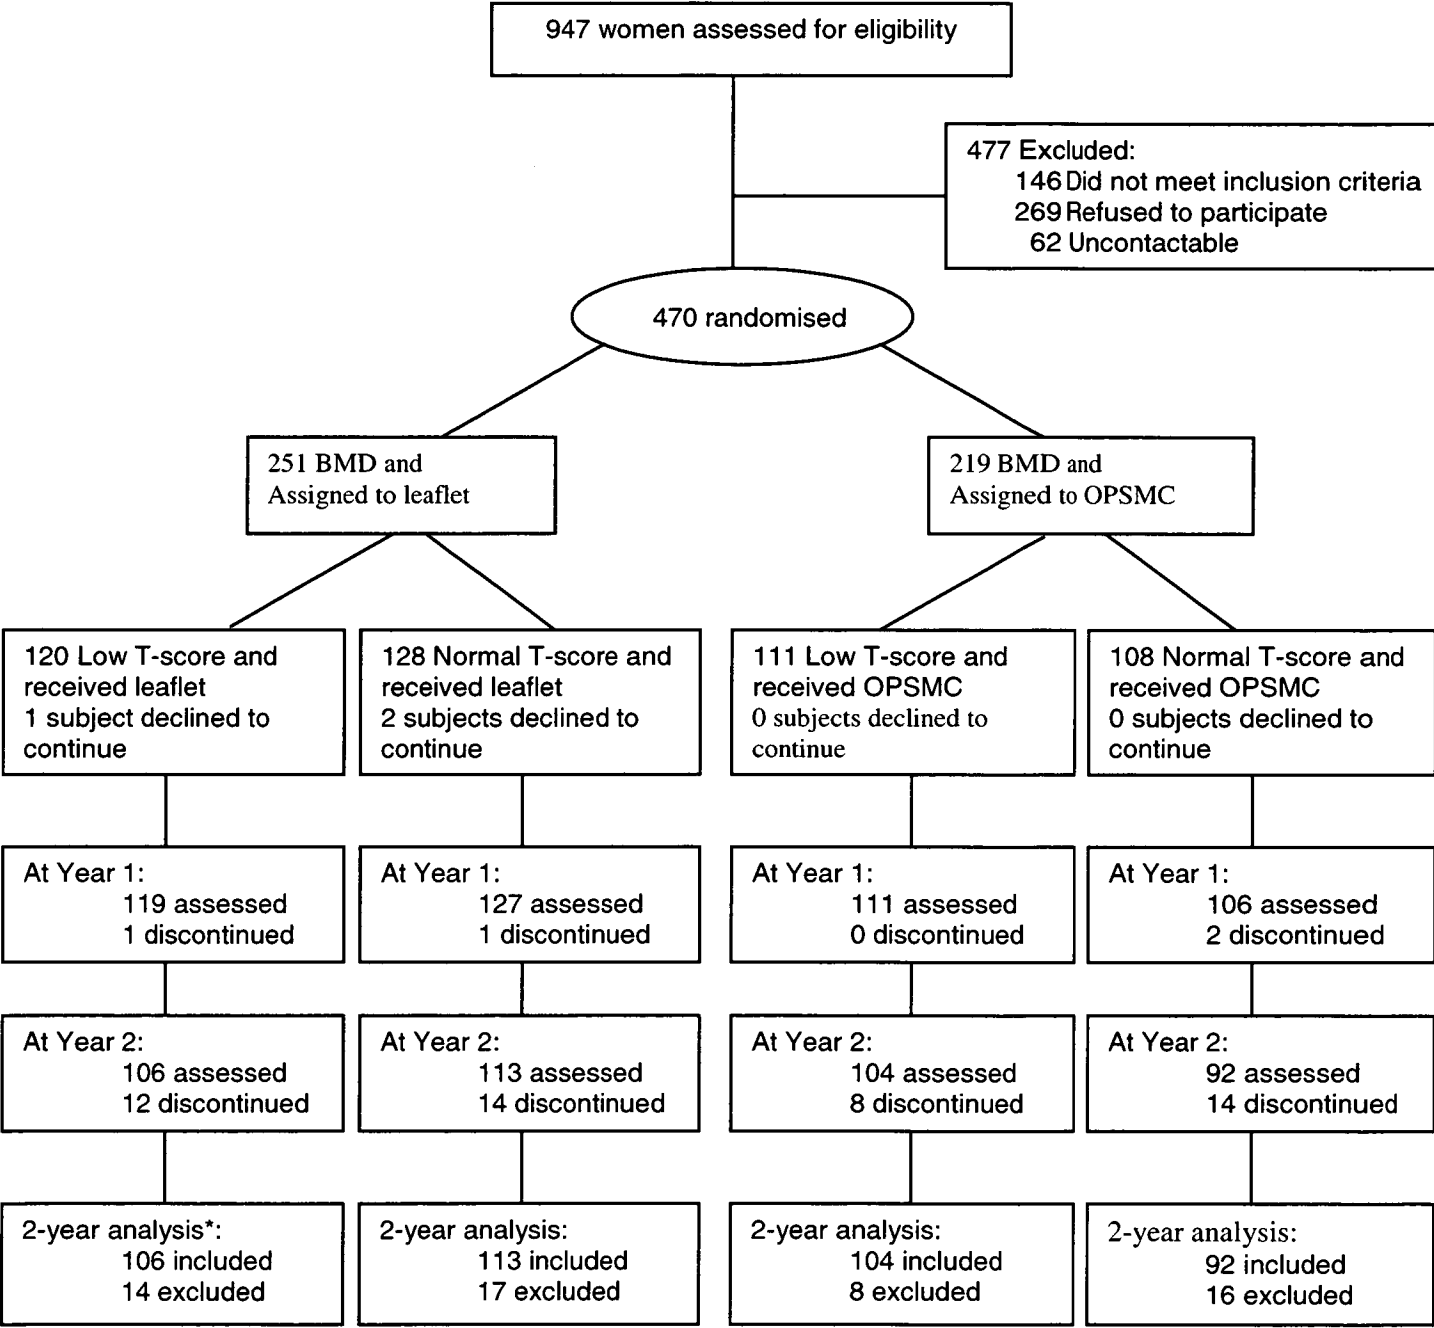 947 women assessed for eligibility
477 Excluded:
146 Did not meet inclusion criteria
269 Refused to participate
62 Uncontactable
470 randomised
251 BMD and
Assigned to leaflet
219 BMD and
Assigned to OPSMC
120 Low T-score and
received leaflet
1 subject declined to
continue
128 Normal T-score and
received leaflet
2 subjects declined to
continue
111 Low T-score and
received OPSMC
0 subjects declined to
continue
108 Normal T-score and
received OPSMC
0 subjects declined to
continue
At Year 1:
119 assessed
1 discontinued
At Year 1:
127 assessed
1 discontinued
At Year 1:
111 assessed
0 discontinued
At Year 1:
106 assessed
2 discontinued
At Year 2:
106 assessed
12 discontinued
At Year 2:
113 assessed
14 discontinued
At Year 2:
104 assessed
8 discontinued
At Year 2:
92 assessed
14 discontinued
2-year analysis*:
106 included
14 excluded
2-year analysis:
113 included
17 excluded
2-year analysis:
104 included
8 excluded
2-year analysis:
92 included
16 excluded